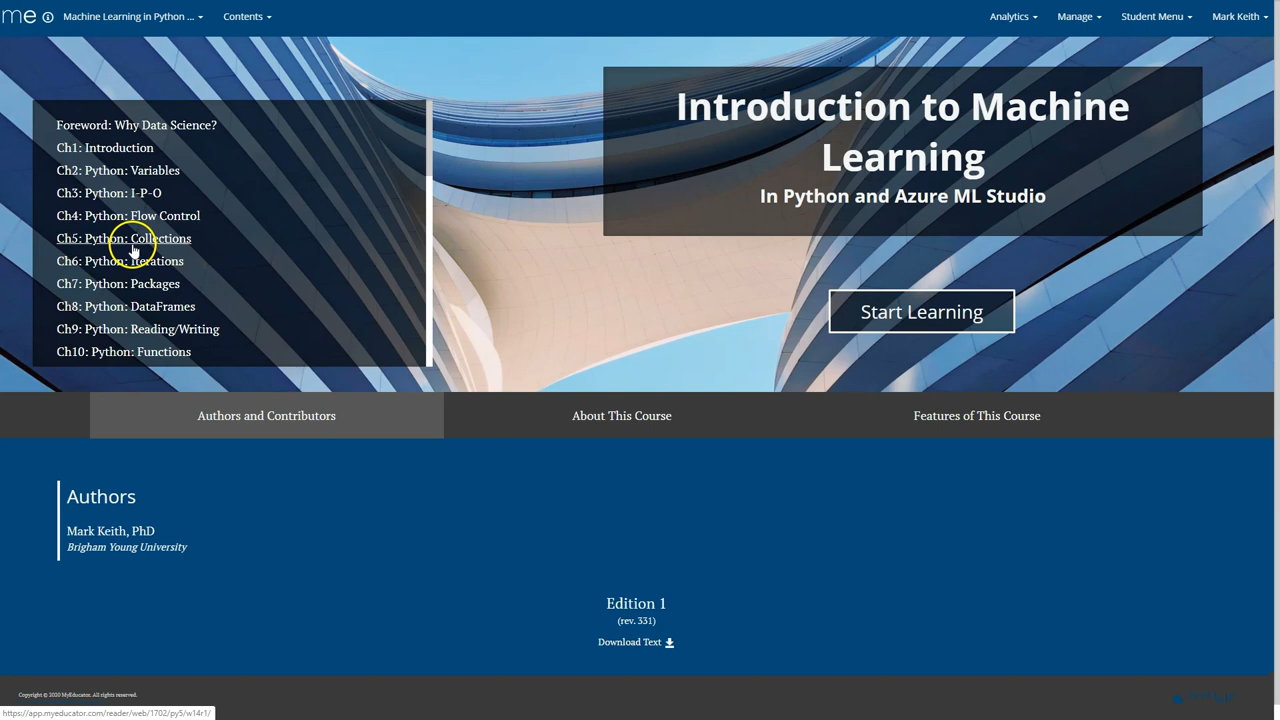 me
Machine Learning in Python ...
Contents
Analytics
Manage
Student Menu
Mark Keith
Foreword: Why Data Science?
Ch1: Introduction
Ch2: Python: Variables
Ch3: Python: I-P-O
Ch4: Python: Flow Control
Ch5: Python: Collections
Ch6: Python: Iterations
Ch7: Python: Packages
Ch8: Python: DataFrames
Ch9: Python: Reading/Writing
Ch10: Python: Functions
Introduction to Machine
Learning
In Python and Azure ML Studio
Start Learning
Authors and Contributors
About This Course
Features of This Course
Authors
Mark Keith, PhD
Brigham Young University
Edition 1
(rev. 331)
Download Text
Copyright © 2020 MyEducator. All rights reserved.
https://app.myeducator.com/reader/web/1702/py5/w14r1/